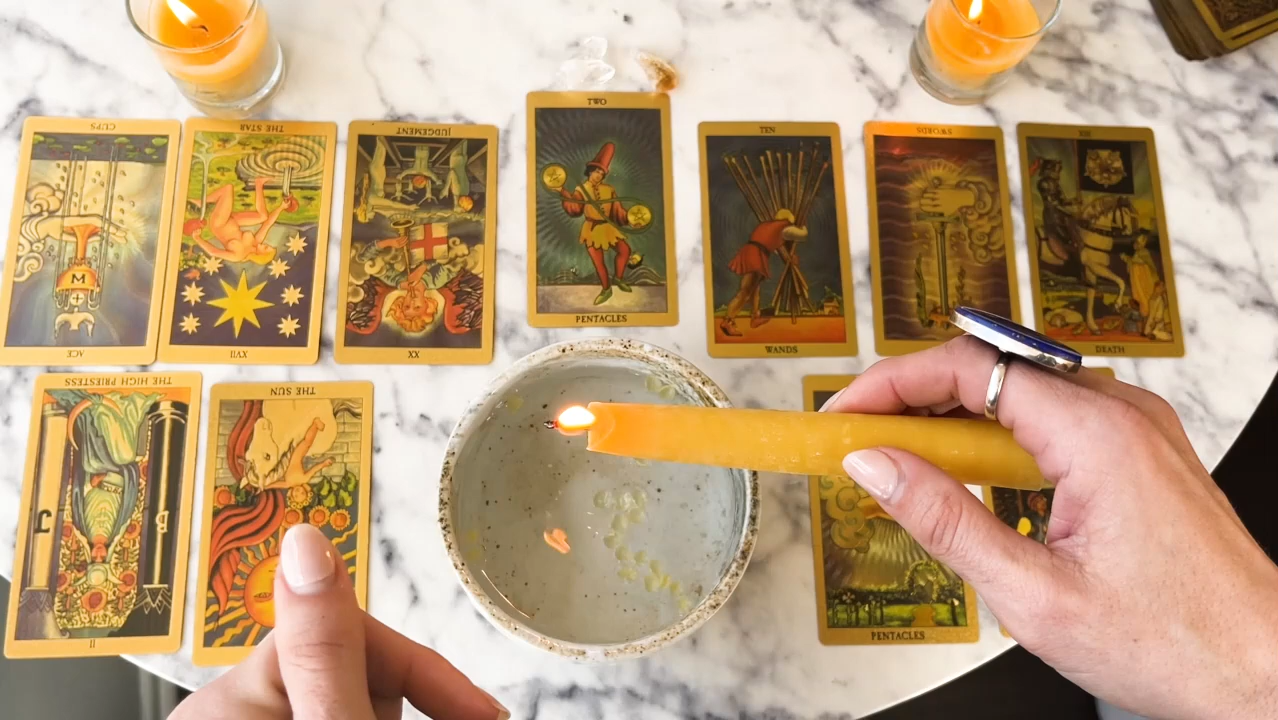 ACE
W
CUPS
XVII
THE STAR
XX
JUDGEMENT
TWO
PENTACLES
TEN
WANDS
SWORDS
XIII
DEATH
II
B
J
THE HIGH PRIESTESS
THE SUN
PENTACLES